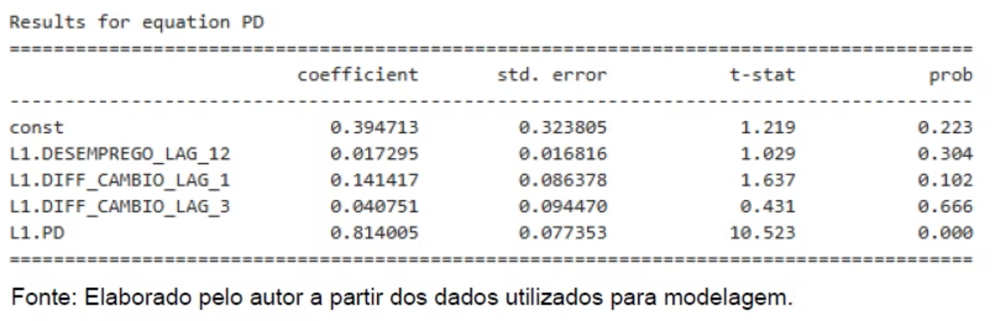 Results for equation PD
==============================================================================
coefficient std. error t-stat prob
------------------------------------------------------------------------------
const 0.394713 0.323805 1.219 0.223
L1.DESEMPREGO_LAG_12 0.017295 0.016816 1.029 0.304
L1.DIFF_CAMBIO_LAG_1 0.141417 0.086378 1.637 0.102
L1.DIFF_CAMBIO_LAG_3 0.040751 0.094470 0.431 0.666
L1.PD 0.814005 0.077353 10.523 0.000
==============================================================================
Fonte: Elaborado pelo autor a partir dos dados utilizados para modelagem.